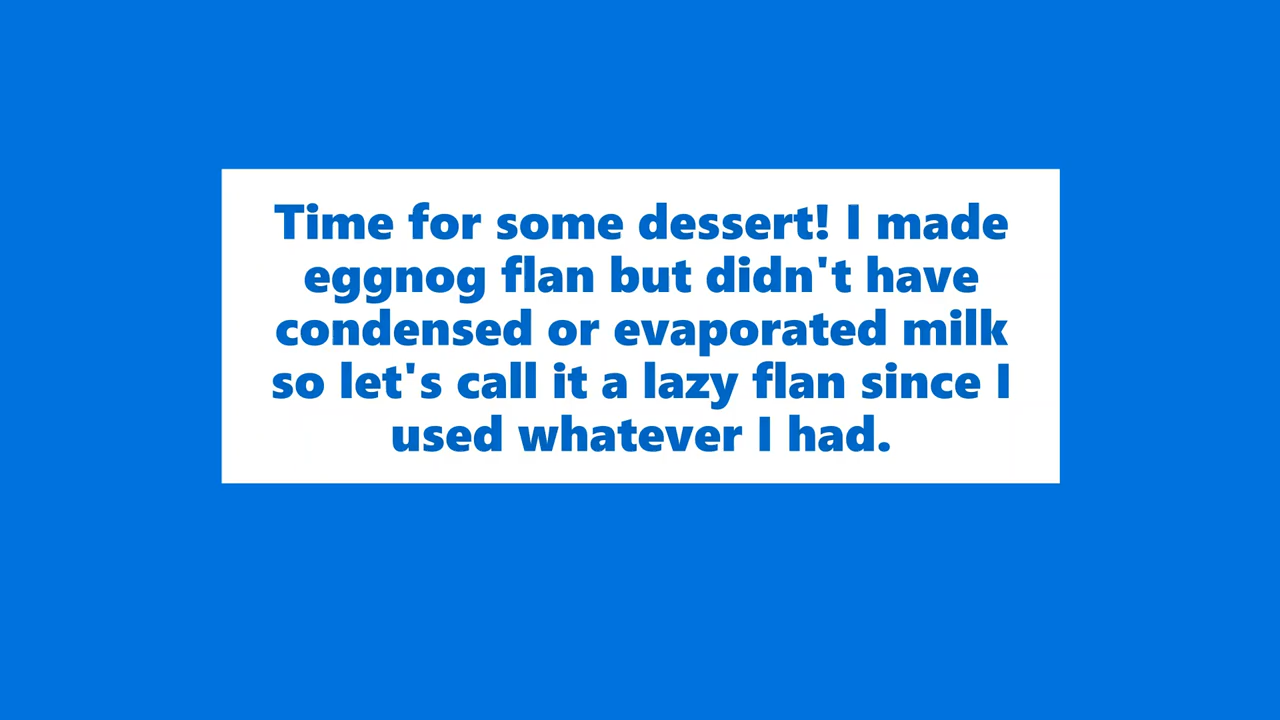 Time for some dessert! I made
eggnog flan but didn't have
condensed or evaporated milk
so let's call it a lazy flan since I
used whatever I had.